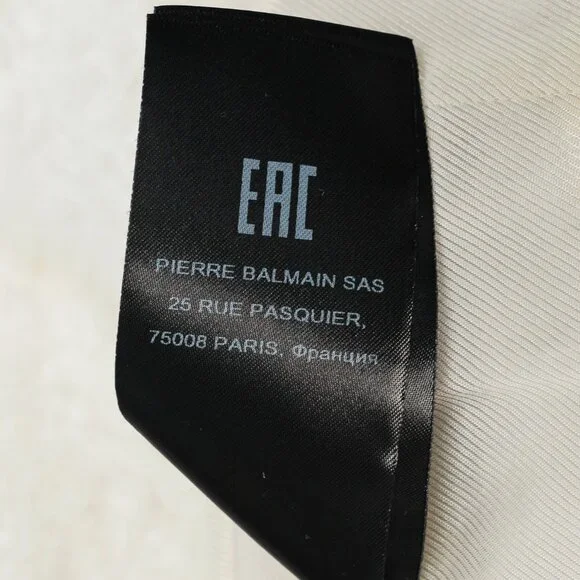 EAC
PIERRE BALMAIN SAS
25 RUE PASQUIER,
75008 PARIS, Франция